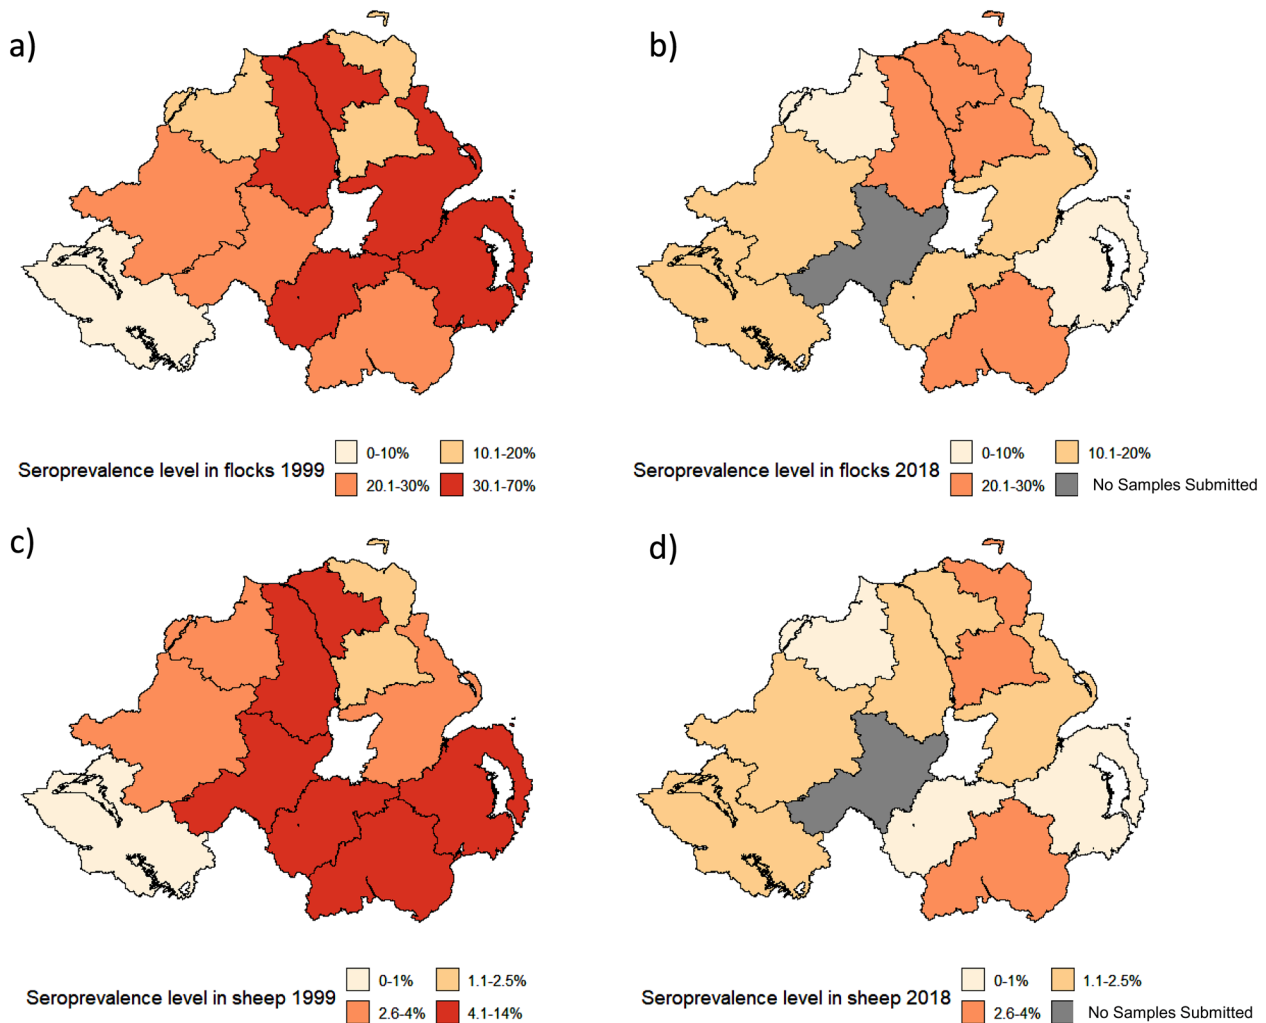 a)
b)
Seroprevalence level in flocks 1999
0-10%
10.1-20%
20.1-30%
30.1-70%
Seroprevalence level in flocks 2018
0-10%
10.1-20%
20.1-30%
No Samples Submitted
c)
d)
Seroprevalence level in sheep 1999
0-1%
1.1-2.5%
2.6-4%
4.1-14%
Seroprevalence level in sheep 2018
0-1%
1.1-2.5%
2.6-4%
No Samples Submitted